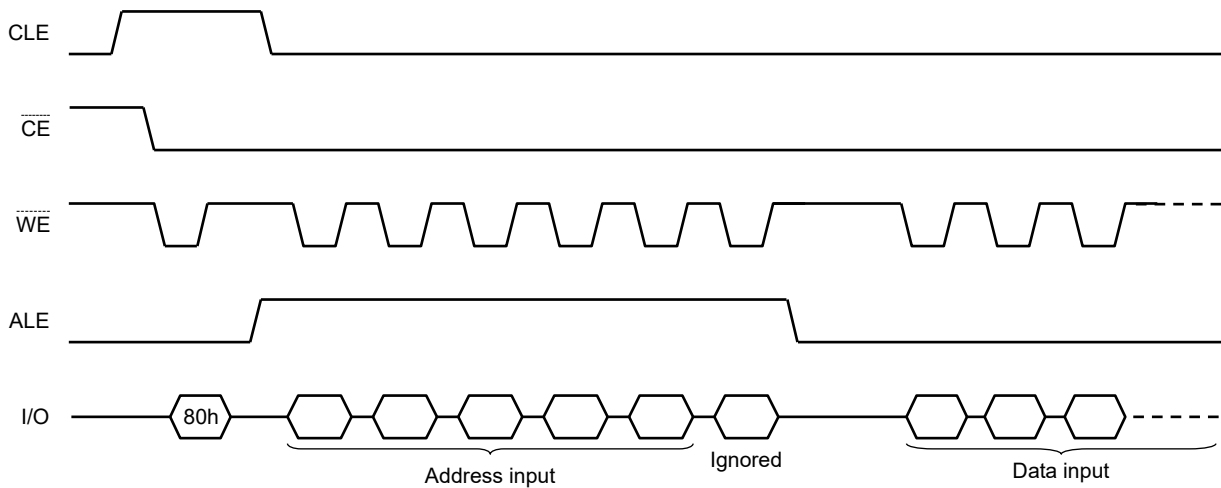 CLE
CE
WE
ALE
I/O
80h
Address input
Ignored
Data input